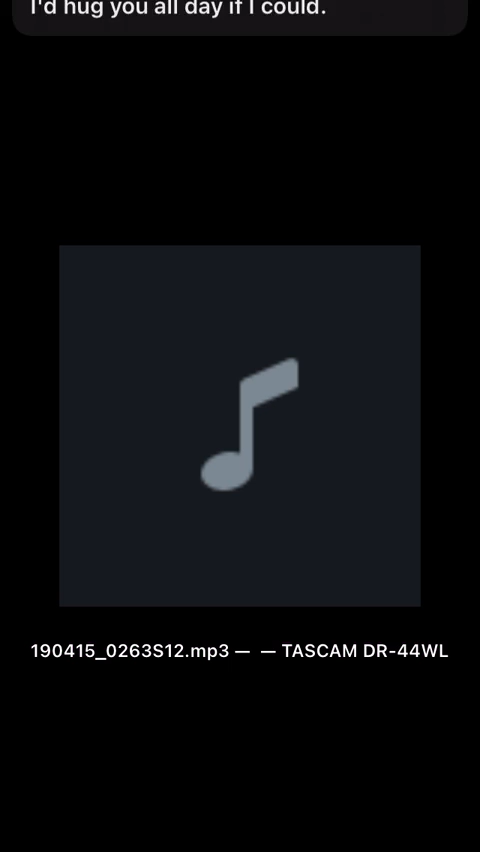 I'd hug you all day if I could.
190415_0263S12.mp3 —  — TASCAM DR-44WL